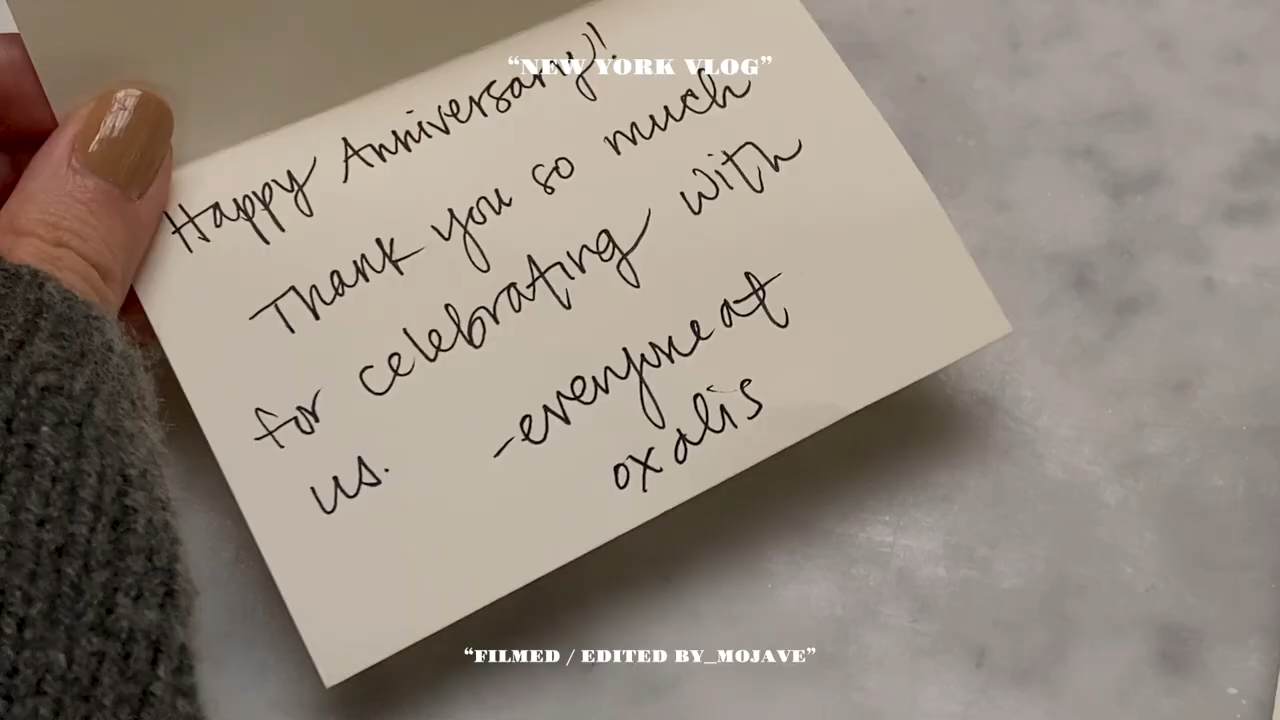 “NEW YORK VLOG”
Happy Anniversary!
Thank you so much
for celebrating with
us.
-everyone at
oxalis
“FILMED / EDITED BY_MOJAVE”